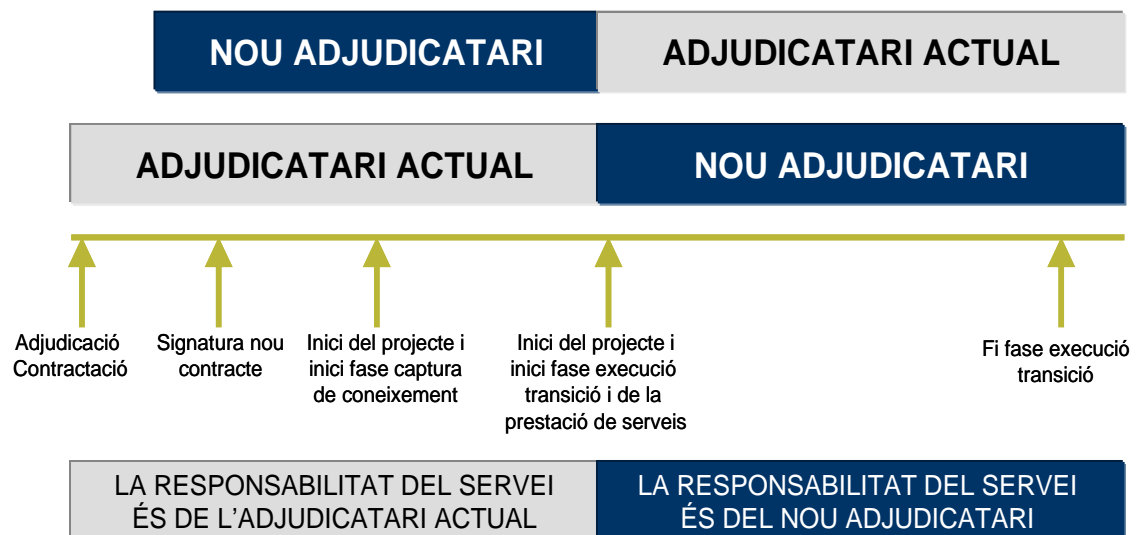 NOU ADJUDICATARI
ADJUDICATARI ACTUAL
ADJUDICATARI ACTUAL
NOU ADJUDICATARI
Adjudicació
Contractació
Signatura nou
contracte
Inici del projecte i
inici fase captura
de coneixement
Inici del projecte i
inici fase execució
transició i de la
prestació de serveis
Fi fase execució
transició
LA RESPONSABILITAT DEL SERVEI
ÉS DE L'ADJUDICATARI ACTUAL
LA RESPONSABILITAT DEL SERVEI
ÉS DEL NOU ADJUDICATARI